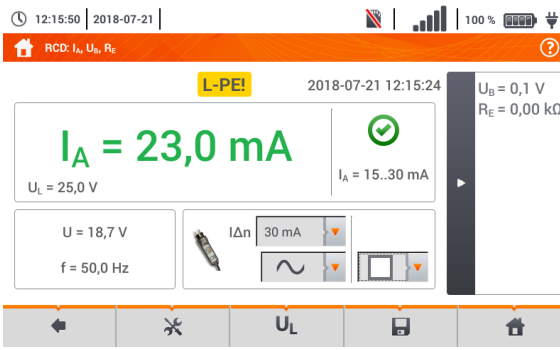 12:15:50 2018-07-21 100 %
RCD: IA, UB, RE ?
L-PE! 2018-07-21 12:15:24
IA = 23,0 mA
UL = 25,0 V
IA = 15..30 mA
UB = 0,1 V
RE = 0,00 kΩ
U = 18,7 V
f = 50,0 Hz
IΔn 30 mA
UL